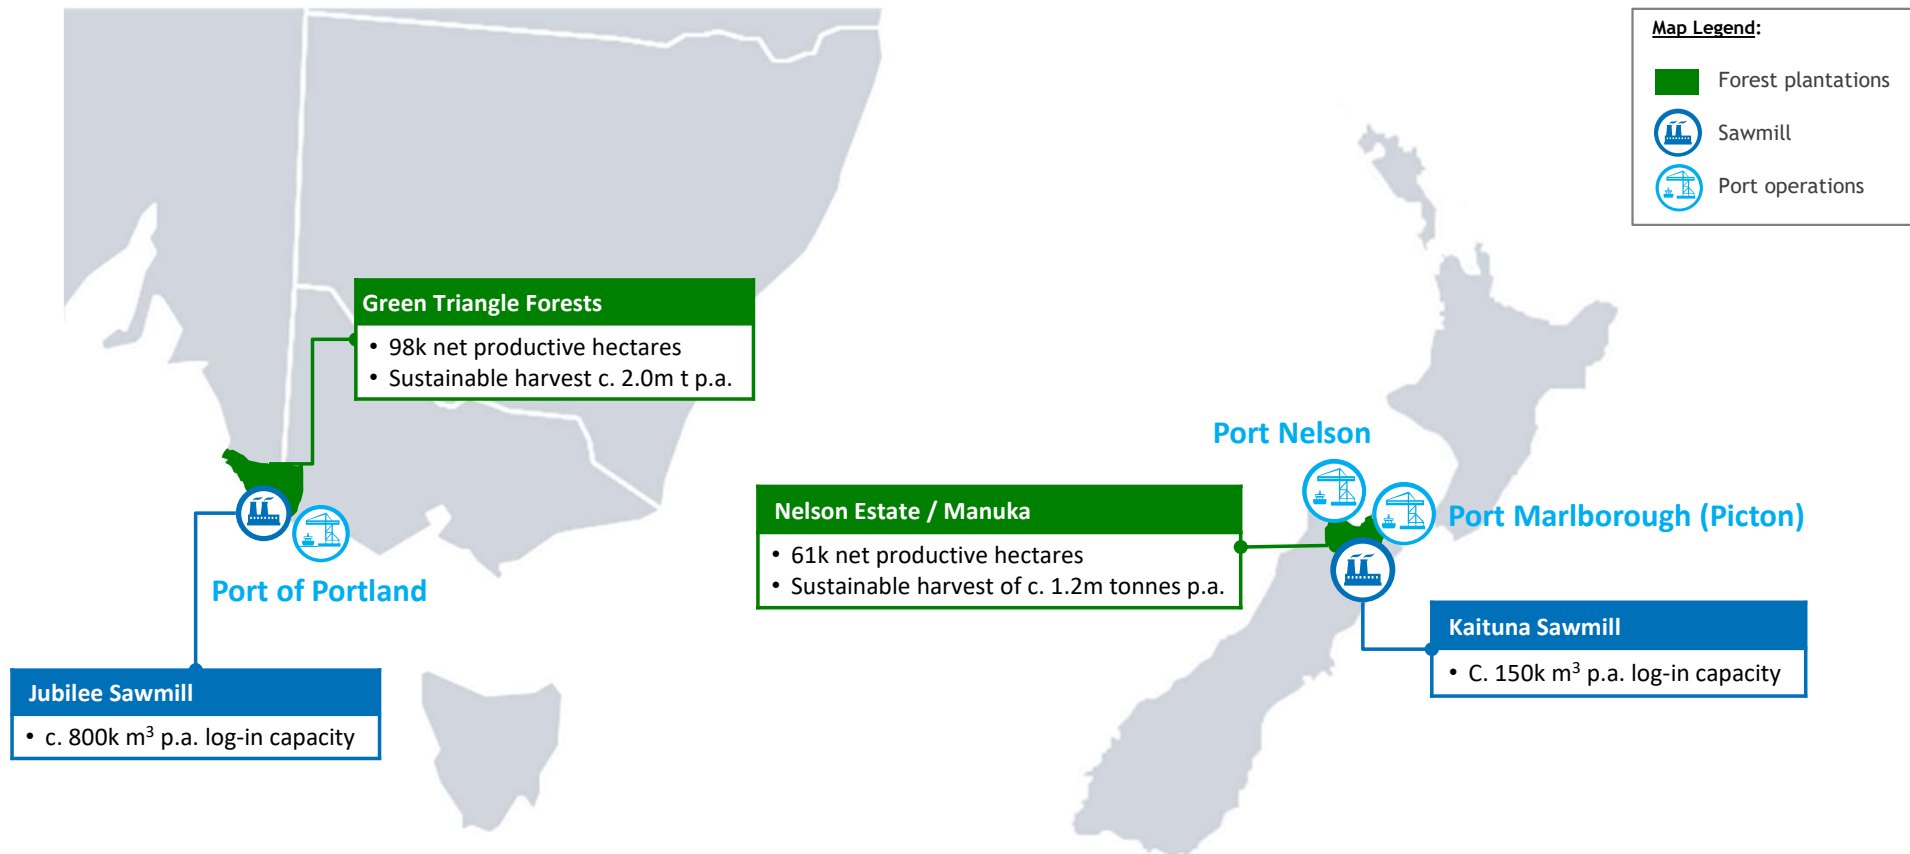 Map Legend:
Forest plantations
Sawmill
Port operations
Green Triangle Forests
• 98k net productive hectares
• Sustainable harvest c. 2.0m t p.a.
Port of Portland
Jubilee Sawmill
• c. 800k m³ p.a. log-in capacity
Port Nelson
Port Marlborough (Picton)
Nelson Estate / Manuka
• 61k net productive hectares
• Sustainable harvest of c. 1.2m tonnes p.a.
Kaituna Sawmill
• C. 150k m³ p.a. log-in capacity